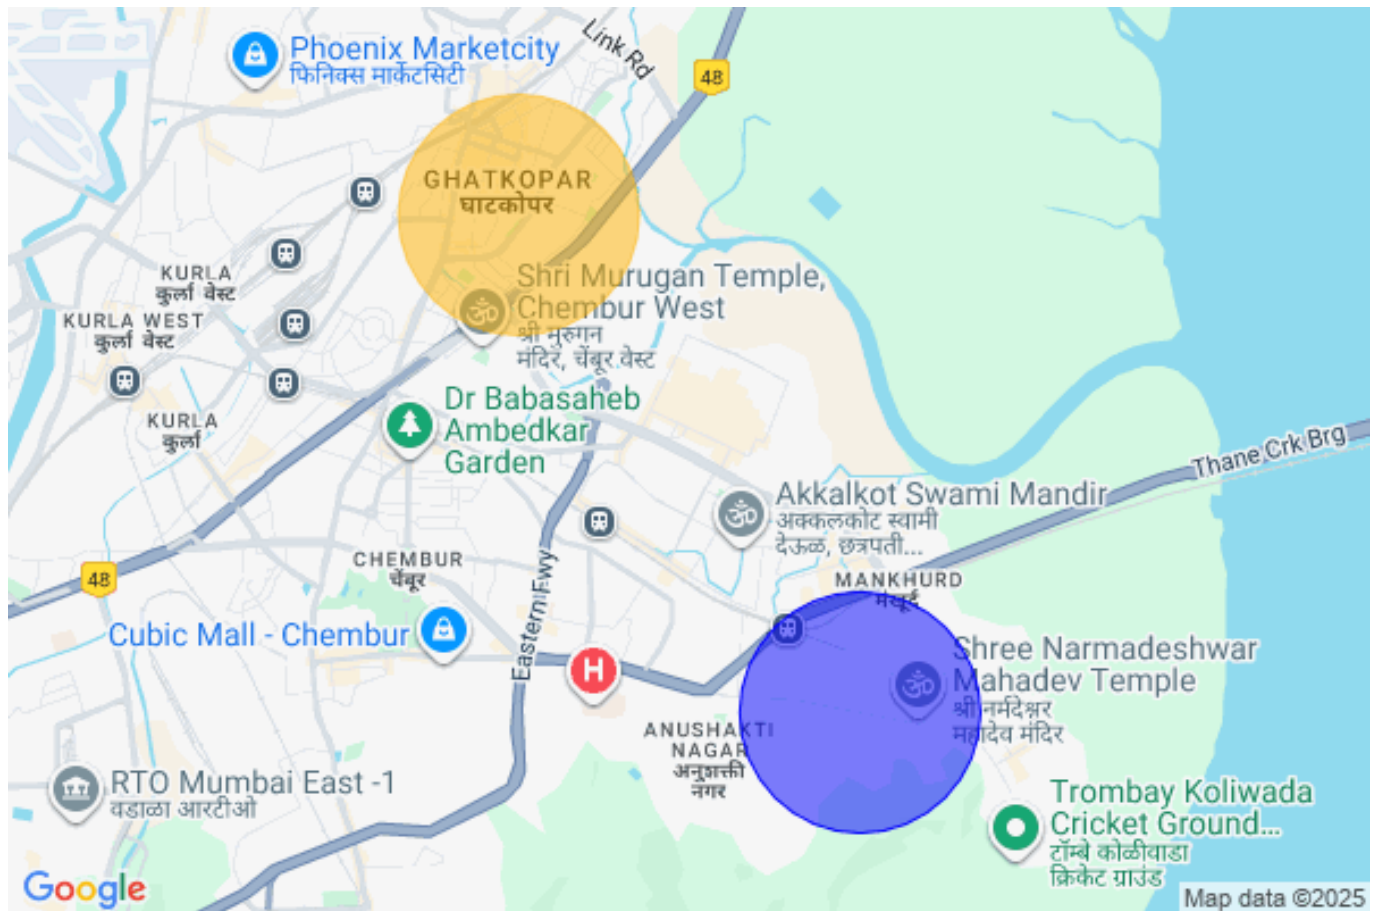 Link Rd
Phoenix Marketcity
फिनिक्स मार्केटसिटी
48
GHATKOPAR
घाटकोपर
KURLA
कुर्ला वेस्ट
Shri Murugan Temple,
Chembur West
श्री मुरुगन
मंदिर, चेंबूर वेस्ट
KURLA WEST
कुर्ला वेस्ट
Dr Babasaheb
Ambedkar
Garden
KURLA
कुर्ला
Thane Crk Brg
Akkalkot Swami Mandir
अक्कलकोट स्वामी
देऊळ, छत्रपती...
CHEMBUR
चेंबूर
48
Eastern Fwy
MANKHURD
मंखुर्द
Cubic Mall - Chembur
H
Shree Narmadeshwar
Mahadev Temple
श्री नर्मदेश्वर
महादेव मंदिर
ANUSHAKTI
NAGAR
अनुशक्ती
नगर
RTO Mumbai East -1
वडाळा आरटीओ
Trombay Koliwada
Cricket Ground...
टॉम्बे कोळीवाडा
क्रिकेट ग्राउंड
Google
Map data ©2025